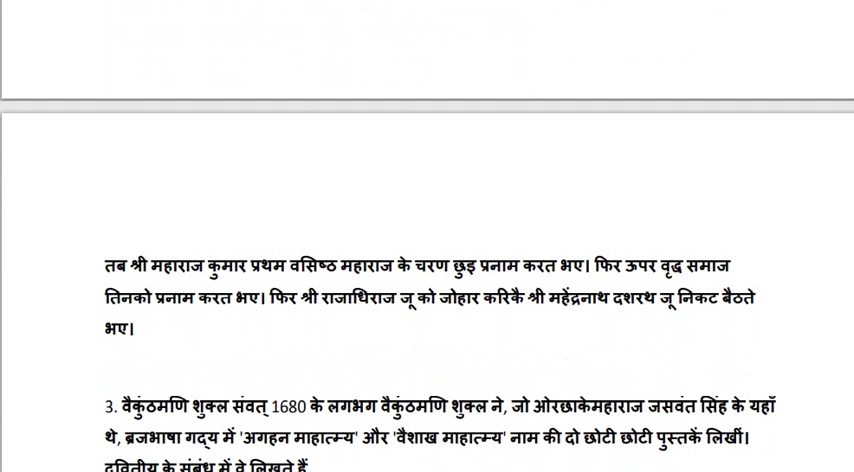 तब श्री महाराज कुमार प्रथम वसिष्ठ महाराज के चरण छुइ प्रनाम करत भए। फिर ऊपर वृद्ध समाज
तिनको प्रनाम करत भए। फिर श्री राजाधिराज जू को जोहार करिकै श्री महेंद्रनाथ दशरथ जू निकट बैठते
भए।
3. वैकुंठमणि शुक्ल संवत् 1680 के लगभग वैकुंठमणि शुक्ल ने, जो ओरछाकेमहाराज जसवंत सिंह के यहाँ
थे, ब्रजभाषा गद्य में 'अगहन माहात्म्य' और 'वैशाख माहात्म्य' नाम की दो छोटी छोटी पुस्तकें लिखीं।
द्वितीय के संबंध में वे लिखते हैं